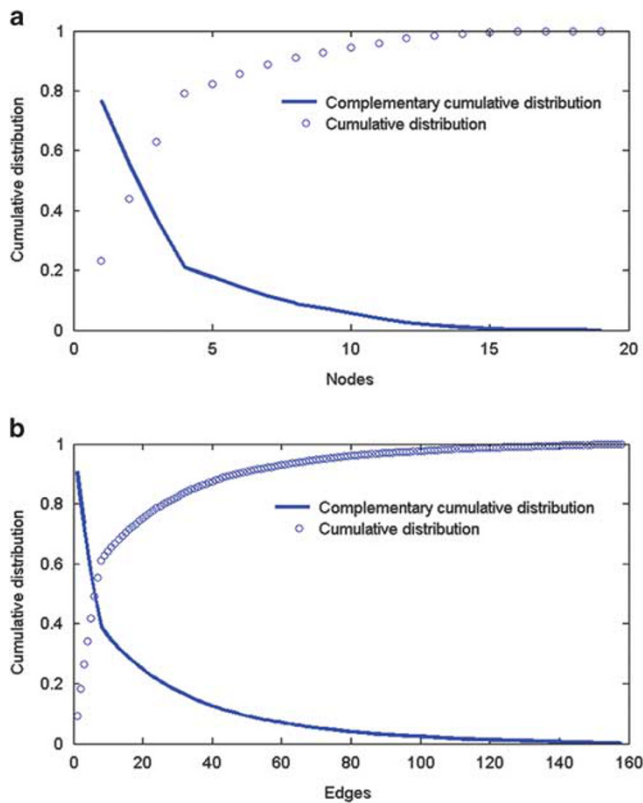 a
1
0.8
0.6
0.4
0.2
0
Cumulative distribution
Complementary cumulative distribution
Cumulative distribution
0 5 10 15 20
Nodes
b
1
0.8
0.6
0.4
0.2
0
Cumulative distribution
Complementary cumulative distribution
Cumulative distribution
0 20 40 60 80 100 120 140 160
Edges